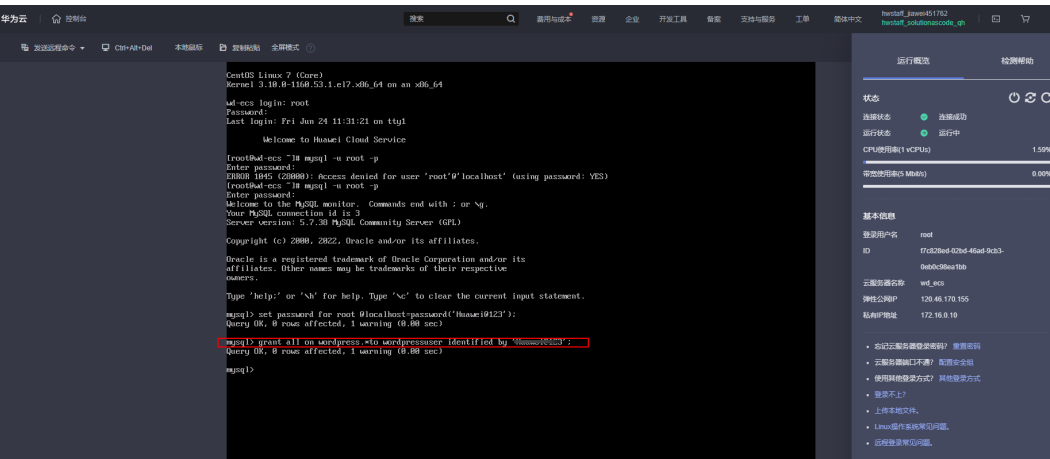 华为云 控制台 搜索 费用与成本 资源 企业 开发工具 备案 支持与服务 工单 简体中文 hwstaff_jiawei451762
hwstaff_solutionascode_qh
发送远程命令 Ctrl+Alt+Del 本地鼠标 复制粘贴 全屏模式
CentOS Linux 7 (Core)
Kernel 3.10.0-1160.53.1.el7.x86_64 on an x86_64
wd-ecs login: root
Password:
Last login: Fri Jun 24 11:31:21 on tty1
Welcome to Huawei Cloud Service
[root@wd-ecs ~]# mysql -u root -p
Enter password:
ERROR 1045 (28000): Access denied for user 'root'@'localhost' (using password: YES)
[root@wd-ecs ~]# mysql -u root -p
Enter password:
Welcome to the MySQL monitor.  Commands end with ; or \g.
Your MySQL connection id is 3
Server version: 5.7.38 MySQL Community Server (GPL)
Copyright (c) 2000, 2022, Oracle and/or its affiliates.
Oracle is a registered trademark of Oracle Corporation and/or its
affiliates. Other names may be trademarks of their respective
owners.
Type 'help;' or '\h' for help. Type '\c' to clear the current input statement.
mysql> set password for root@localhost=password('Huawei@123');
Query OK, 0 rows affected, 1 warning (0.00 sec)
mysql> grant all on wordpress.*to wordpressuser identified by 'Huawei@123';
Query OK, 0 rows affected, 1 warning (0.00 sec)
mysql>
运行概览 检测帮助
状态
连接状态 连接成功
运行状态 运行中
CPU使用率(1 vCPUs) 1.59%
带宽使用率(5 Mbit/s) 0.00%
基本信息
登录用户名 root
ID f7c828ed-02bd-46ad-9cb3-
0eb0c98ea1bb
云服务器名称 wd_ecs
弹性公网IP 120.46.170.155
私有IP地址 172.16.0.10
忘记云服务器登录密码? 重置密码
云服务器端口不通? 配置安全组
使用其他登录方式? 其他登录方式
登录不上?
上传本地文件。
Linux操作系统常见问题。
远程登录常见问题。